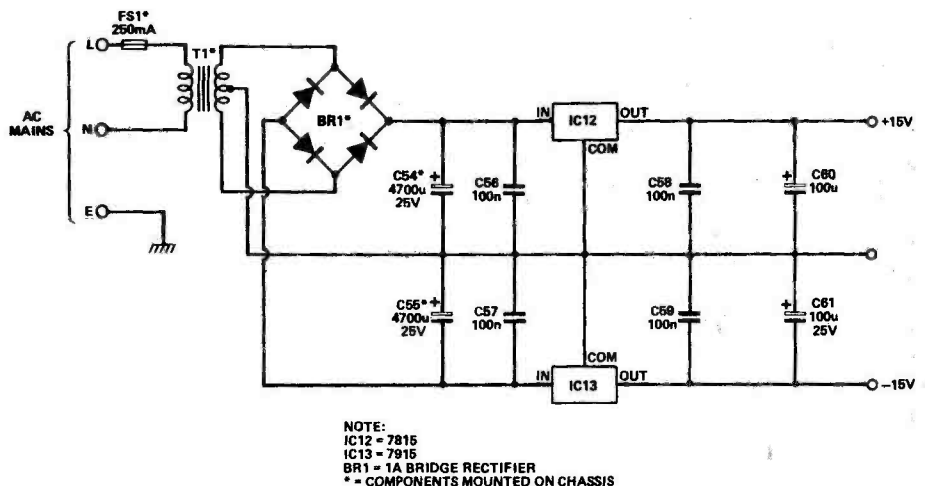 FS1*
250mA
L
T1*
AC
MAINS
N
E
BR1*
IN
IC12
OUT
COM
+15V
C54*
4700u
25V
+
C56
100n
C58
100n
+
C60
100u
C55*
4700u
25V
+
C57
100n
C59
100n
+
C61
100u
25V
COM
IN
IC13
OUT
–15V
NOTE:
IC12 = 7815
IC13 = 7915
BR1 = 1A BRIDGE RECTIFIER
* = COMPONENTS MOUNTED ON CHASSIS